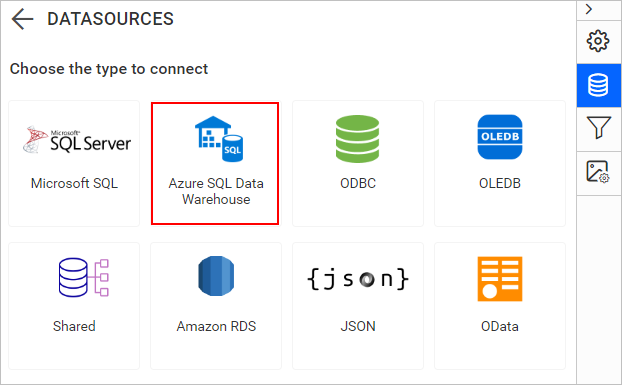 DATASOURCES
Choose the type to connect
Microsoft
SQL Server
Microsoft SQL
SQL
Azure SQL Data
Warehouse
ODBC
OLEDB
OLEDB
Shared
Amazon RDS
{json}
JSON
OData